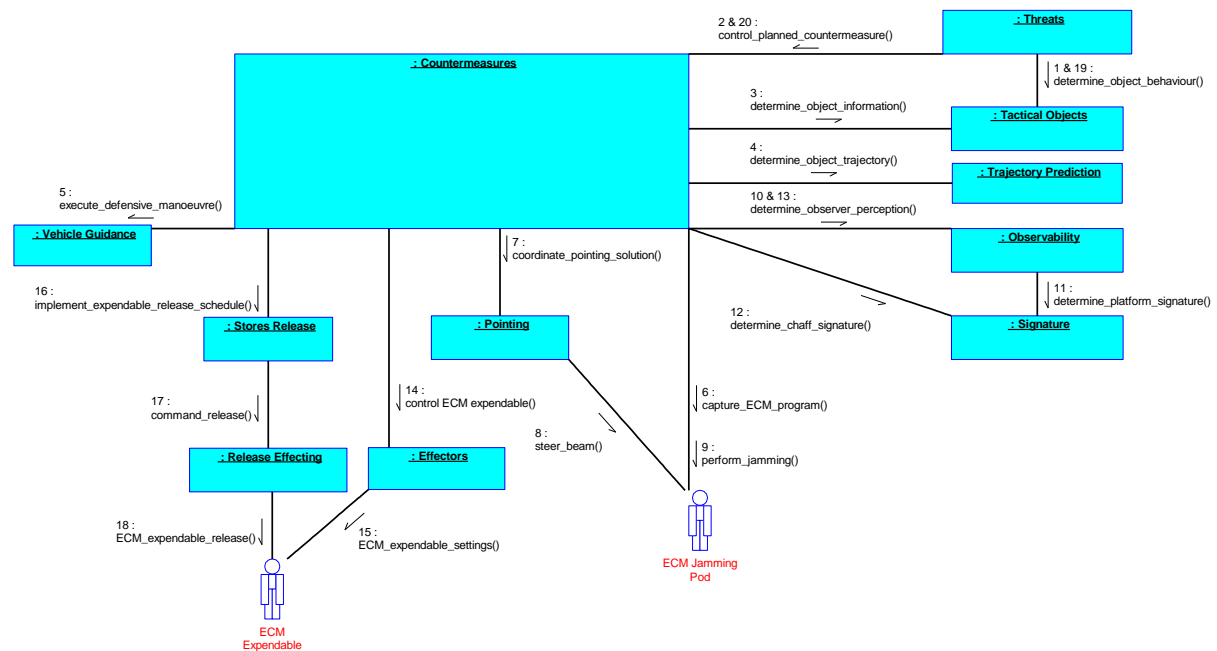 2 & 20 :
control_planned_countermeasure()
: Threats
: Countermeasures
1 & 19 :
determine_object_behaviour()
3 :
determine_object_information()
: Tactical Objects
4 :
determine_object_trajectory()
: Trajectory Prediction
5 :
execute_defensive_manoeuvre()
10 & 13 :
determine_observer_perception()
: Vehicle Guidance
7 :
coordinate_pointing_solution()
: Observability
16 :
implement_expendable_release_schedule()
11 :
determine_platform_signature()
12 :
determine_chaff_signature()
: Stores Release
: Pointing
: Signature
17 :
command_release()
14 :
control ECM expendable()
6 :
capture_ECM_program()
8 :
steer_beam()
9 :
perform_jamming()
: Release Effecting
: Effectors
18 :
ECM_expendable_release()
15 :
ECM_expendable_settings()
ECM Jamming
Pod
ECM
Expendable